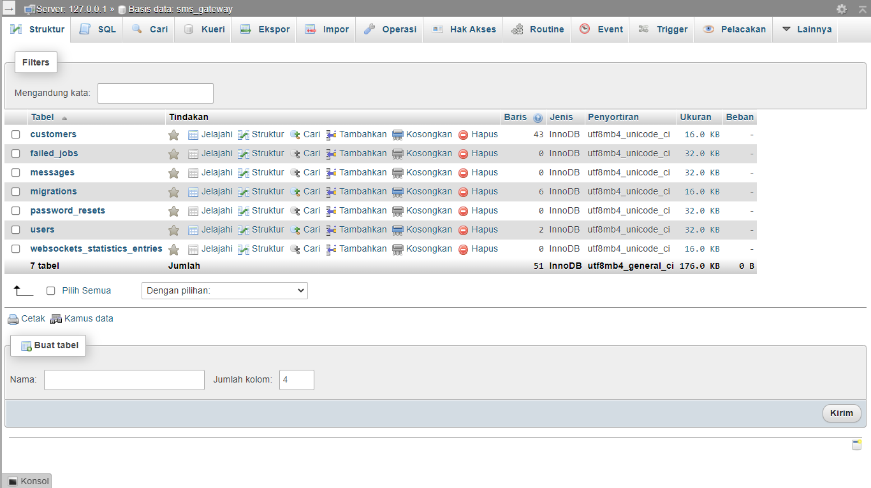 Server: 127.0.0.1 » Basis data: sms_gateway
Struktur SQL Cari Kueri Ekspor Impor Operasi Hak Akses Routine Event Trigger Pelacakan Lainnya
Filters
Mengandung kata:
Tabel Tindakan Baris Jenis Penyortiran Ukuran Beban
customers Jelajahi Struktur Cari Tambahkan Kosongkan Hapus 43 InnoDB utf8mb4_unicode_ci 16.0 KB -
failed_jobs Jelajahi Struktur Cari Tambahkan Kosongkan Hapus 0 InnoDB utf8mb4_unicode_ci 32.0 KB -
messages Jelajahi Struktur Cari Tambahkan Kosongkan Hapus 0 InnoDB utf8mb4_unicode_ci 32.0 KB -
migrations Jelajahi Struktur Cari Tambahkan Kosongkan Hapus 6 InnoDB utf8mb4_unicode_ci 16.0 KB -
password_resets Jelajahi Struktur Cari Tambahkan Kosongkan Hapus 0 InnoDB utf8mb4_unicode_ci 32.0 KB -
users Jelajahi Struktur Cari Tambahkan Kosongkan Hapus 2 InnoDB utf8mb4_unicode_ci 32.0 KB -
websockets_statistics_entries Jelajahi Struktur Cari Tambahkan Kosongkan Hapus 0 InnoDB utf8mb4_unicode_ci 16.0 KB -
7 tabel Jumlah 51 InnoDB utf8mb4_general_ci 176.0 KB 0 B
Pilih Semua Dengan pilihan:
Cetak Kamus data
Buat tabel
Nama: Jumlah kolom: 4
Kirim
Konsol